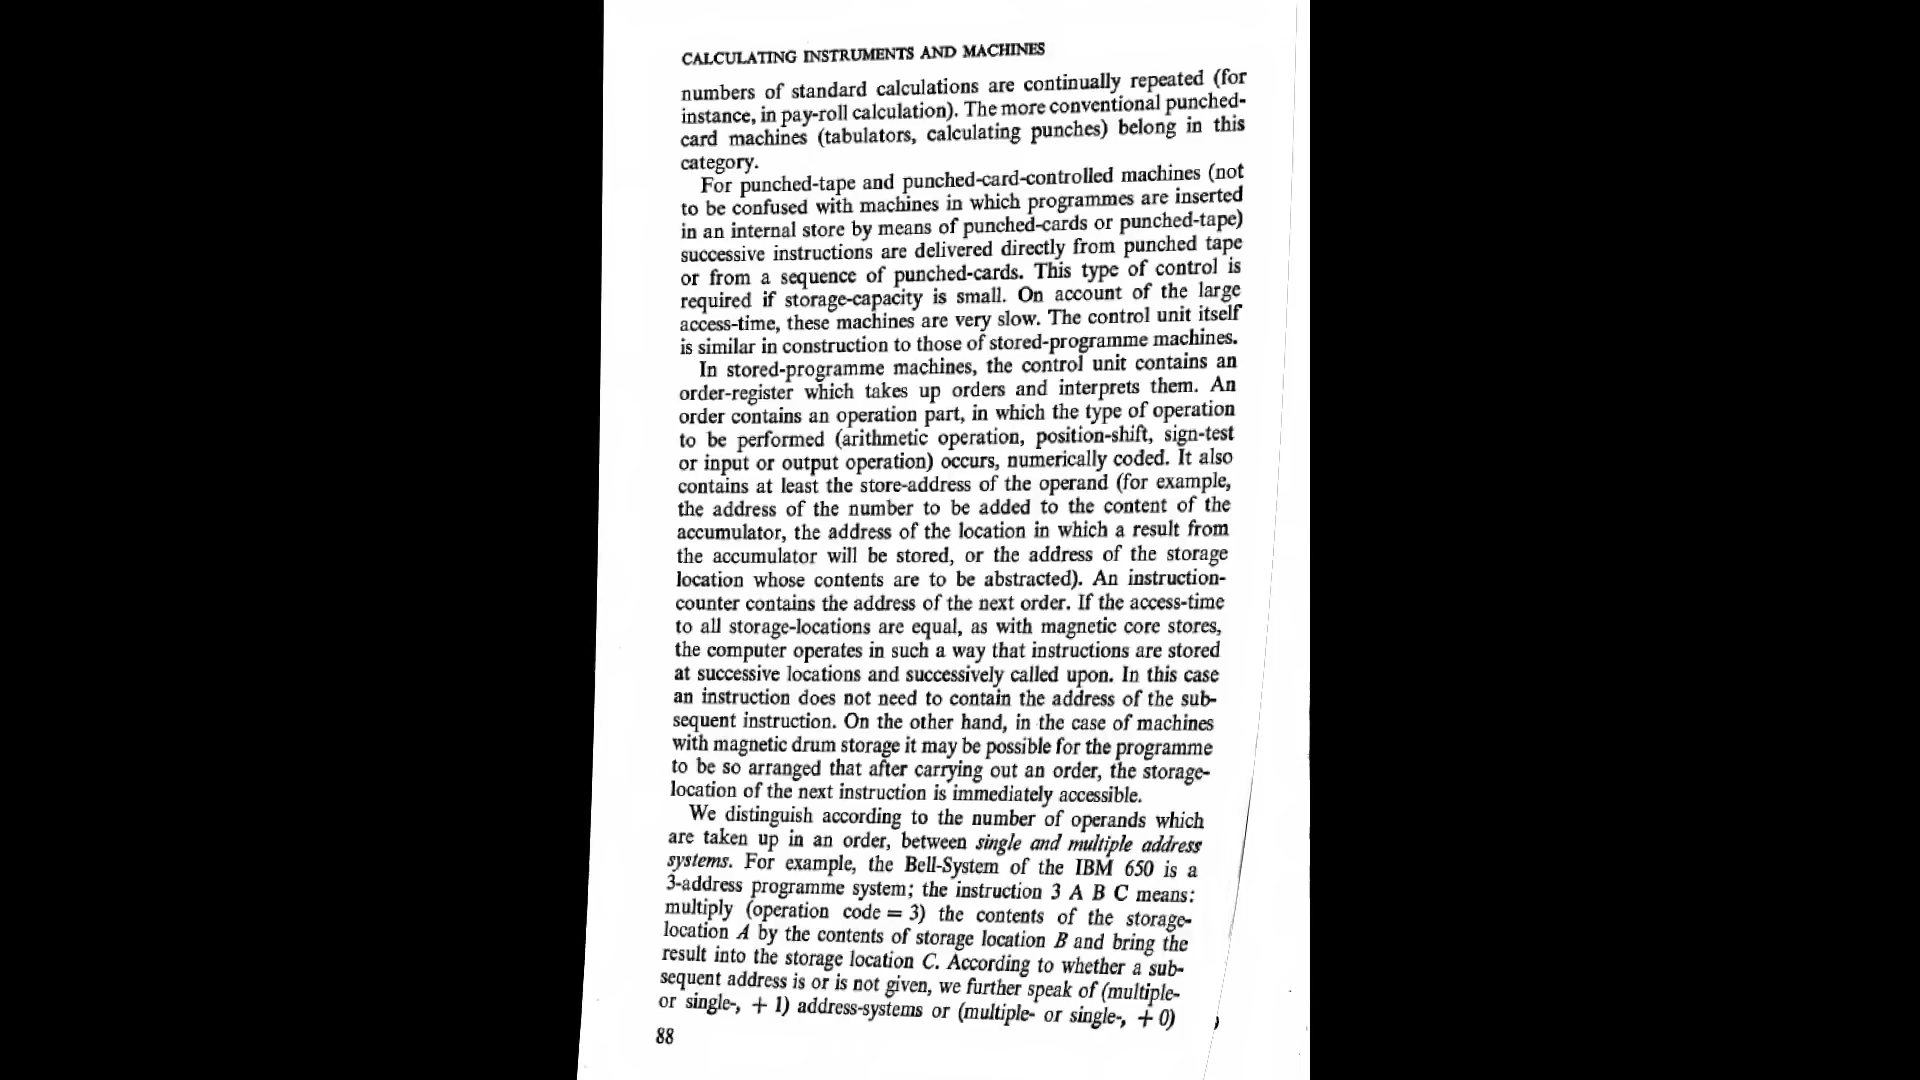 CALCULATING INSTRUMENTS AND MACHINES
numbers of standard calculations are continually repeated (for
instance, in pay-roll calculation). The more conventional punched-
card machines (tabulators, calculating punches) belong in this
category.
For punched-tape and punched-card-controlled machines (not
to be confused with machines in which programmes are inserted
in an internal store by means of punched-cards or punched-tape)
successive instructions are delivered directly from punched tape
or from a sequence of punched-cards. This type of control is
required if storage-capacity is small. On account of the large
access-time, these machines are very slow. The control unit itself
is similar in construction to those of stored-programme machines.
In stored-programme machines, the control unit contains an
order-register which takes up orders and interprets them. An
order contains an operation part, in which the type of operation
to be performed (arithmetic operation, position-shift, sign-test
or input or output operation) occurs, numerically coded. It also
contains at least the store-address of the operand (for example,
the address of the number to be added to the content of the
accumulator, the address of the location in which a result from
the accumulator will be stored, or the address of the storage
location whose contents are to be abstracted). An instruction-
counter contains the address of the next order. If the access-time
to all storage-locations are equal, as with magnetic core stores,
the computer operates in such a way that instructions are stored
at successive locations and successively called upon. In this case
an instruction does not need to contain the address of the sub-
sequent instruction. On the other hand, in the case of machines
with magnetic drum storage it may be possible for the programme
to be so arranged that after carrying out an order, the storage-
location of the next instruction is immediately accessible.
We distinguish according to the number of operands which
are taken up in an order, between single and multiple address
systems. For example, the Bell-System of the IBM 650 is a
3-address programme system; the instruction 3 A B C means:
multiply (operation code = 3) the contents of the storage-
location A by the contents of storage location B and bring the
result into the storage location C. According to whether a sub-
sequent address is or is not given, we further speak of (multiple-
or single-, + 1) address-systems or (multiple- or single-, + 0)
88